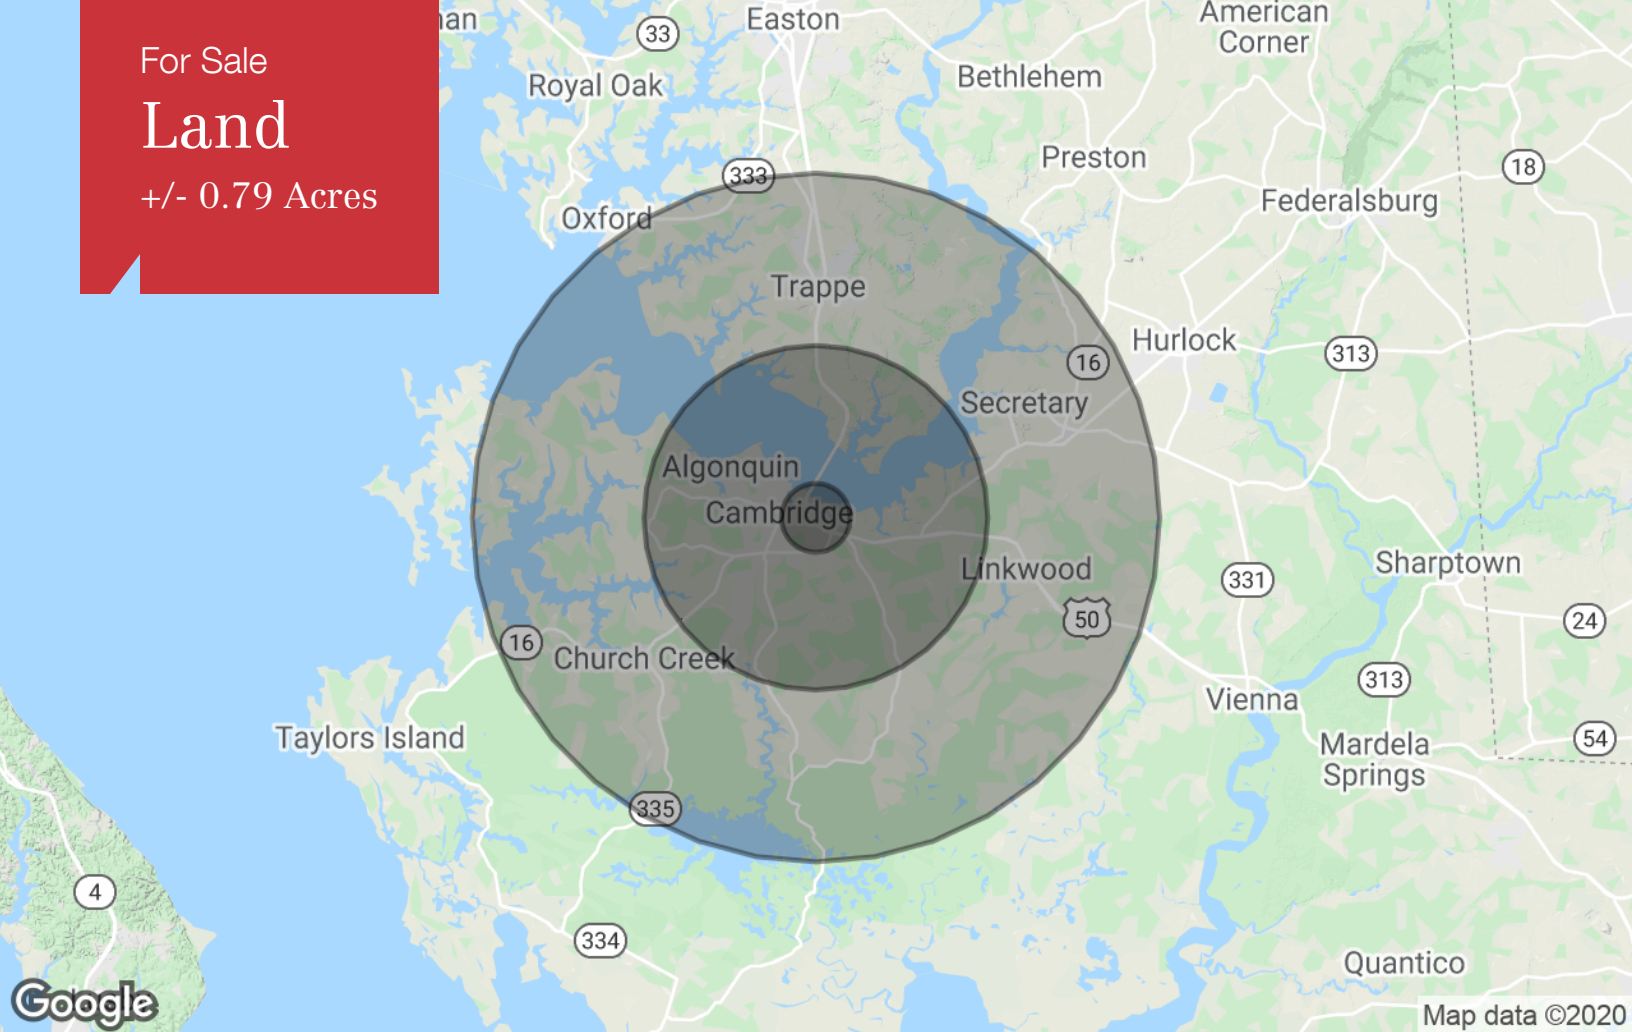 For Sale
Land
+/- 0.79 Acres
33
Easton
American
Corner
Royal Oak
Bethlehem
333
Preston
18
Oxford
Federalsburg
Trappe
Hurlock
313
16
Secretary
Algonquin
Cambridge
Linkwood
Sharptown
331
50
24
16
Church Creek
313
Vienna
Taylors Island
54
Mardela
Springs
335
4
334
Quantico
Google
Map data ©2020